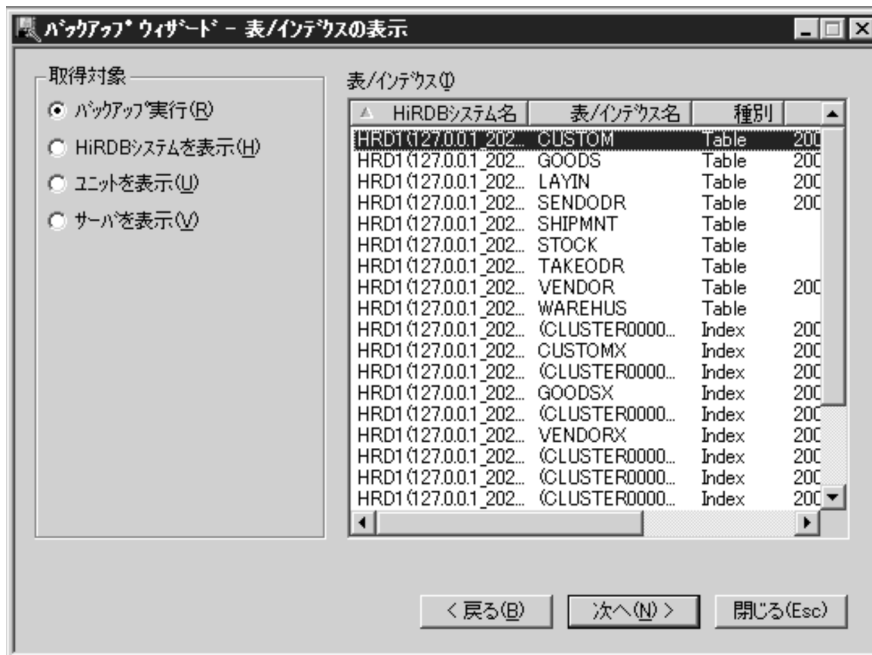 バックアップ ウィザード - 表/インデクスの表示
取得対象
バックアップ実行(R)
HiRDBシステムを表示(H)
ユニットを表示(U)
サーバを表示(V)
表/インデクス(I)
HiRDBシステム名 表/インデクス名 種別
HRD1(127.0.0.1_202... CUSTOM Table 200
HRD1(127.0.0.1_202... GOODS Table 200
HRD1(127.0.0.1_202... LAYIN Table 200
HRD1(127.0.0.1_202... SENDODR Table 200
HRD1(127.0.0.1_202... SHIPMNT Table
HRD1(127.0.0.1_202... STOCK Table
HRD1(127.0.0.1_202... TAKEODR Table
HRD1(127.0.0.1_202... VENDOR Table 200
HRD1(127.0.0.1_202... WAREHUS Table
HRD1(127.0.0.1_202... (CLUSTER0000... Index 200
HRD1(127.0.0.1_202... CUSTOMX Index 200
HRD1(127.0.0.1_202... (CLUSTER0000... Index 200
HRD1(127.0.0.1_202... GOODSX Index 200
HRD1(127.0.0.1_202... (CLUSTER0000... Index 200
HRD1(127.0.0.1_202... VENDORX Index 200
HRD1(127.0.0.1_202... (CLUSTER0000... Index 200
HRD1(127.0.0.1_202... (CLUSTER0000... Index 200
HRD1(127.0.0.1_202... (CLUSTER0000... Index 200
< 戻る(B) 次へ(N) > 閉じる(Esc)